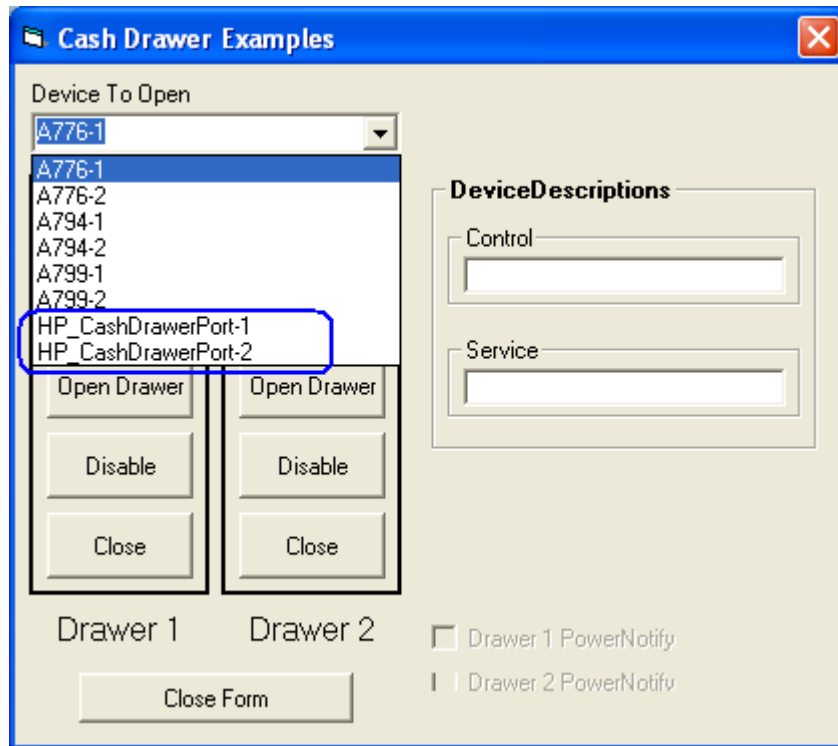 Cash Drawer Examples
Device To Open
A776-1
A776-1
A776-2
A794-1
A794-2
A799-1
A799-2
HP_CashDrawerPort-1
HP_CashDrawerPort-2
DeviceDescriptions
Control
Service
Open Drawer Open Drawer
Disable Disable
Close Close
Drawer 1 Drawer 2
Drawer 1 PowerNotify
Drawer 2 PowerNotify
Close Form